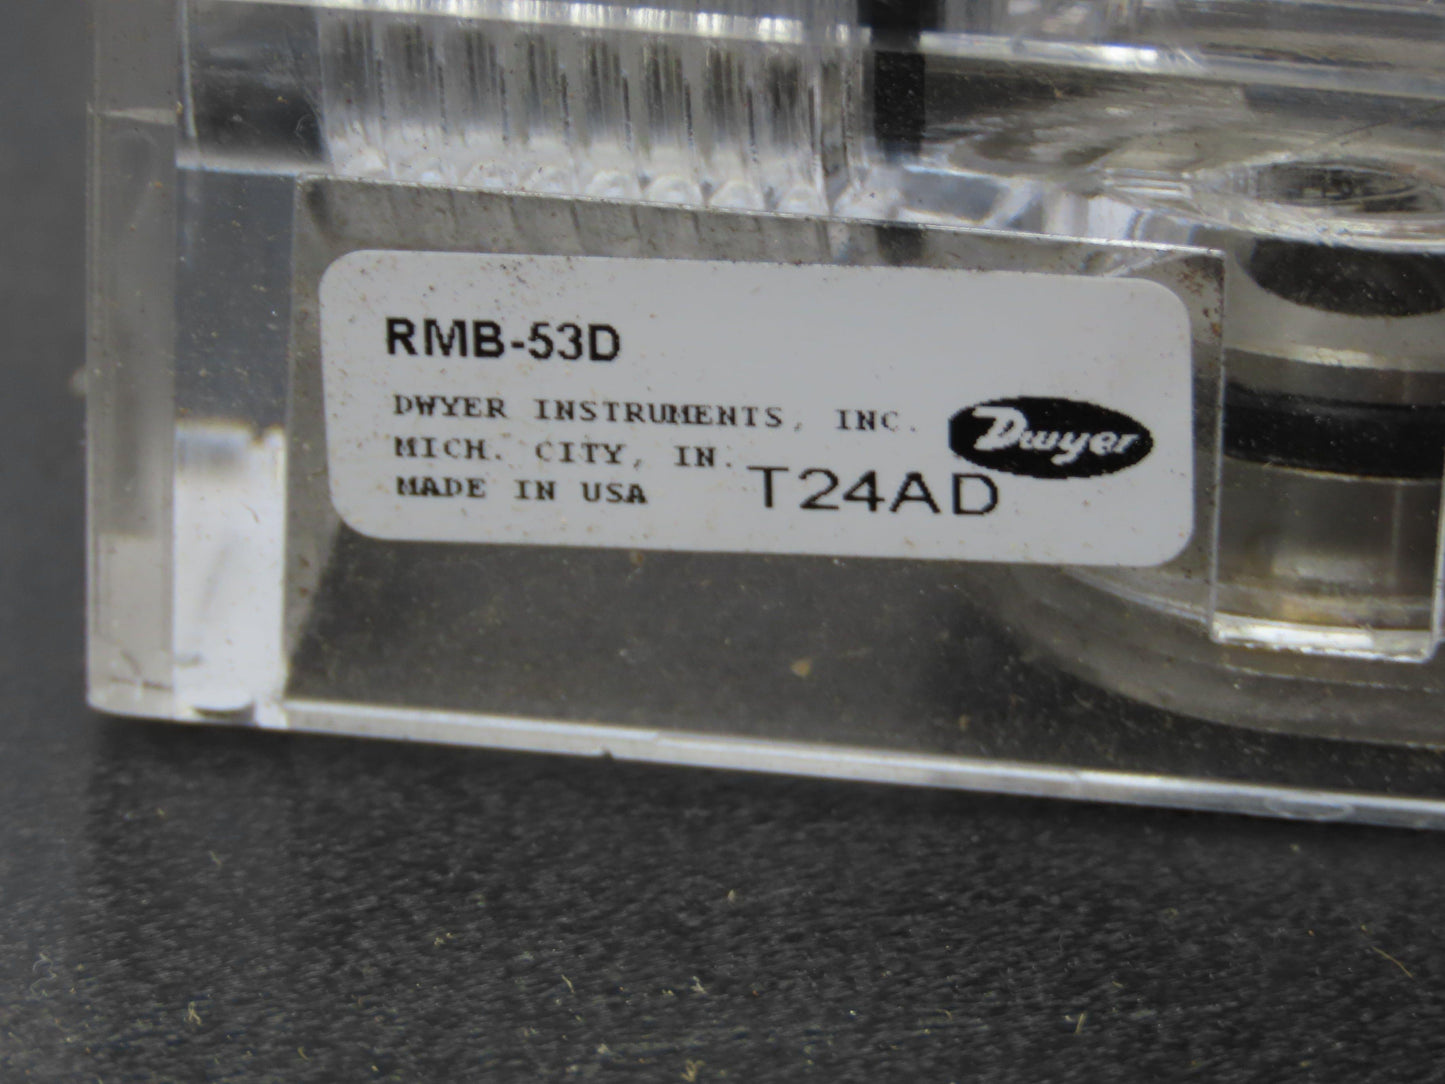 RMB-53D
DWYER INSTRUMENTS, INC.
MICH. CITY, IN.
MADE IN USA
Dwyer
T24AD